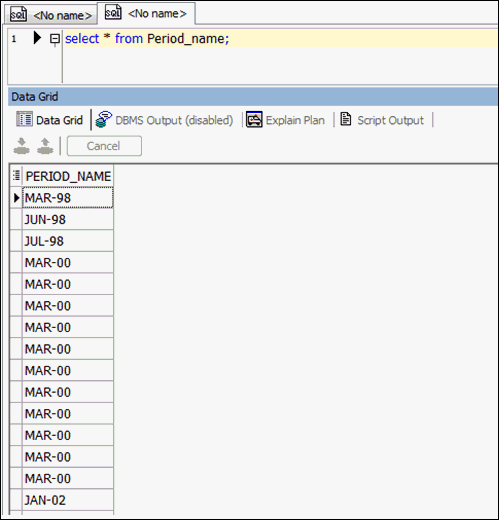 SQL <No name> SQL <No name>
1 select * from Period_name;
Data Grid
Data Grid DBMS Output (disabled) Explain Plan Script Output
Cancel
PERIOD_NAME
MAR-98
JUN-98
JUL-98
MAR-00
MAR-00
MAR-00
MAR-00
MAR-00
MAR-00
MAR-00
MAR-00
MAR-00
MAR-00
MAR-00
JAN-02